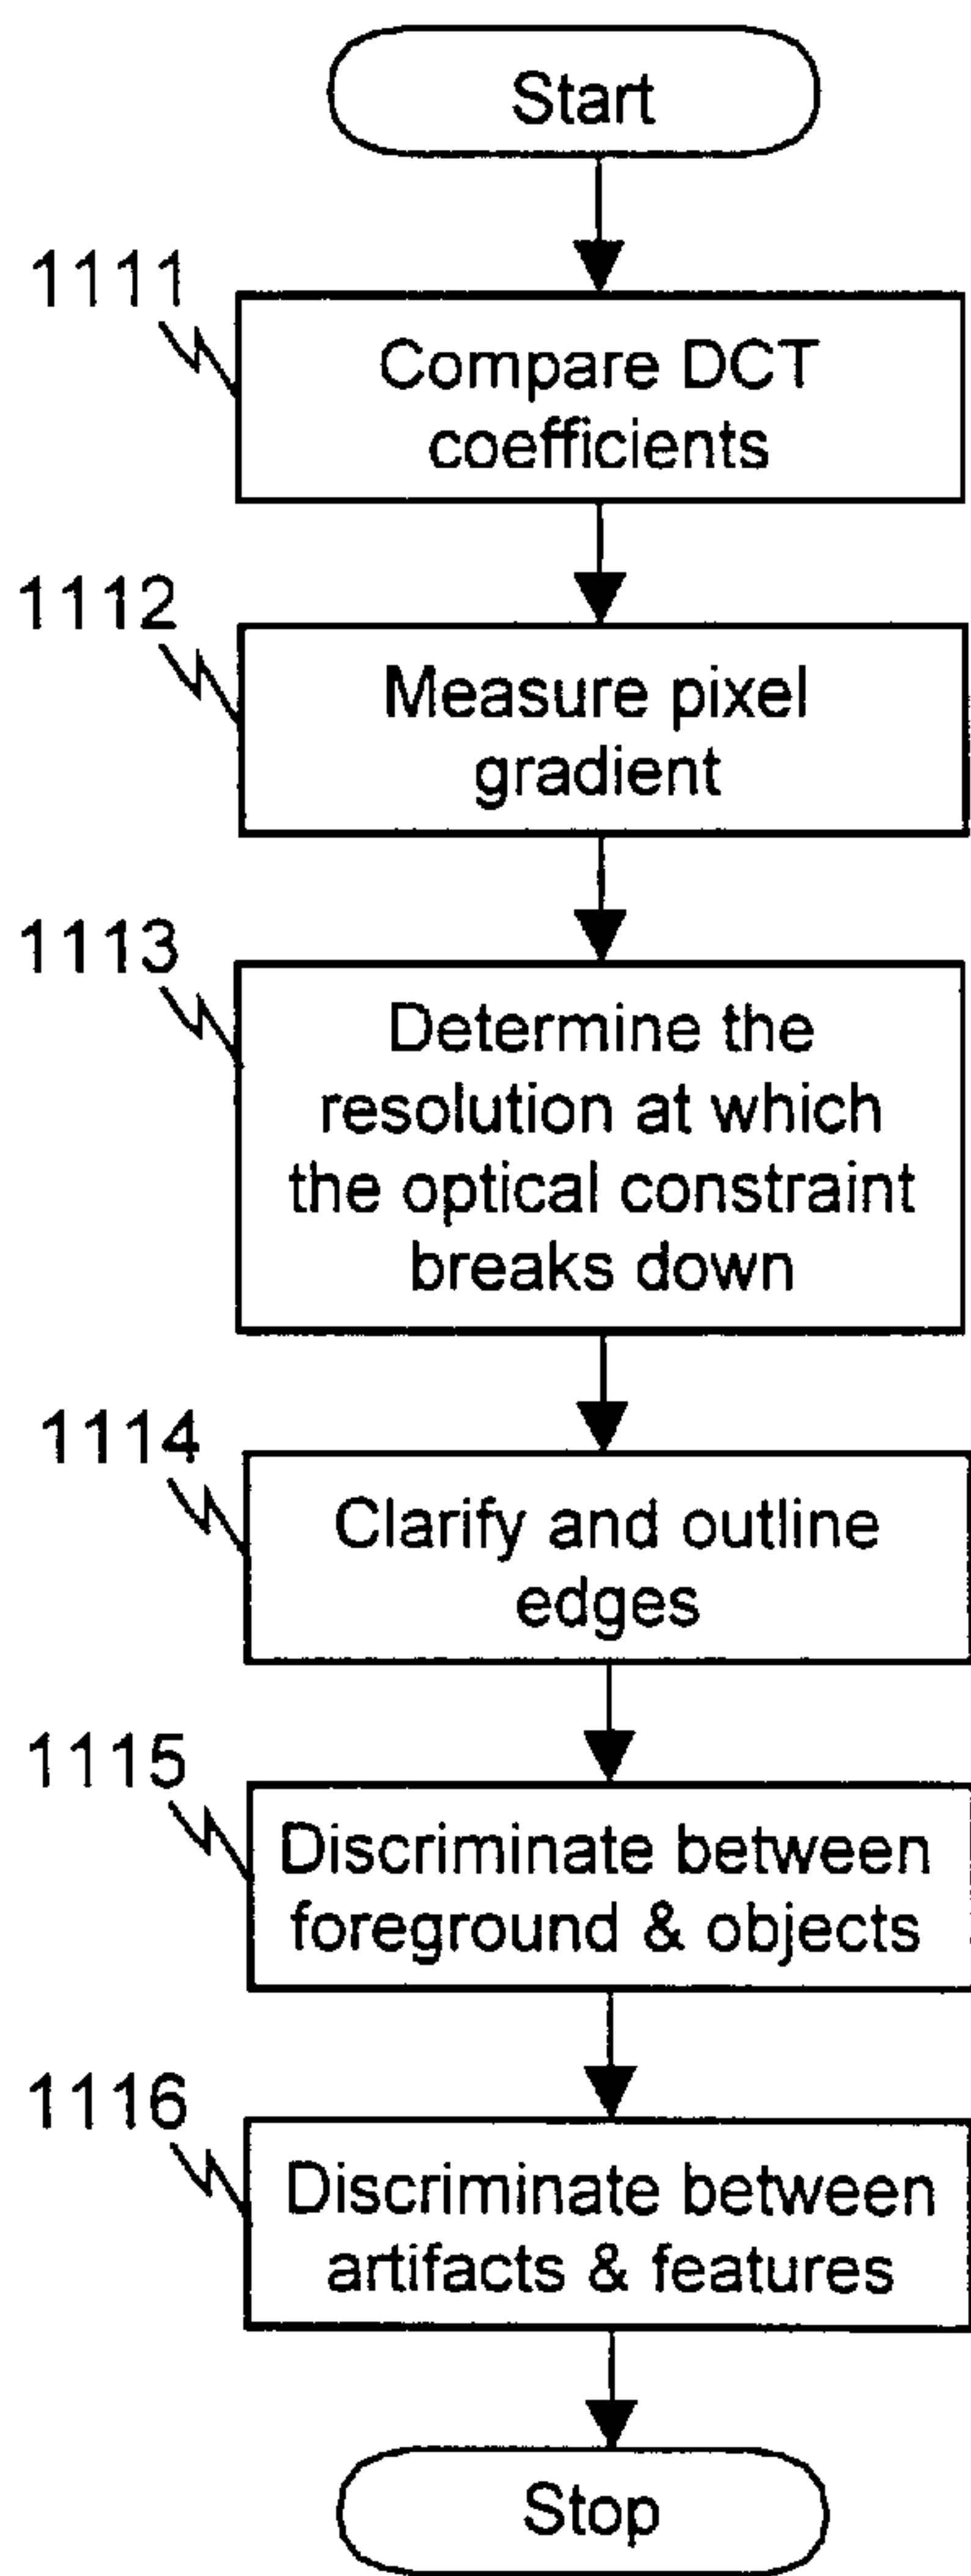 Start
1111
Compare DCT
coefficients
1112
Measure pixel
gradient
1113
Determine the
resolution at which
the optical constraint
breaks down
1114
Clarify and outline
edges
1115
Discriminate between
foreground & objects
1116
Discriminate between
artifacts & features
Stop